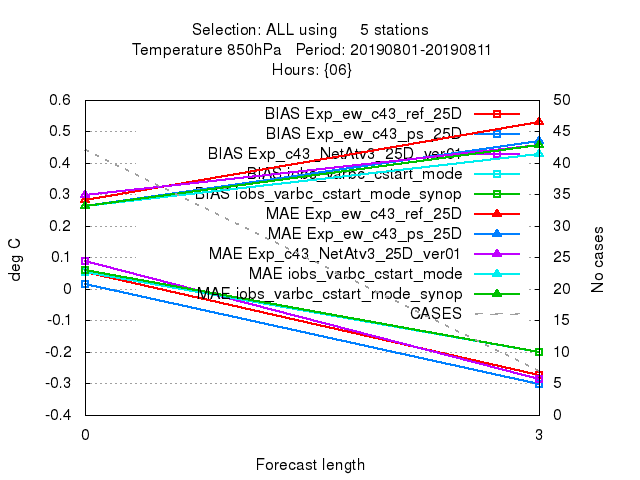 Selection: ALL using 5 stations
Temperature 850hPa Period: 20190801-20190811
Hours: {06}
0.6
0.5
0.4
0.3
0.2
0.1
0
-0.1
-0.2
-0.3
-0.4
deg C
50
45
40
35
30
25
20
15
10
5
0
No cases
BIAS Exp_ew_c43_ref_25D
BIAS Exp_ew_c43_ps_25D
BIAS Exp_c43_NetAtv3_25D_ver01
BIAS iobs_varbc_cstart_mode
BIAS iobs_varbc_cstart_mode_synop
MAE Exp_ew_c43_ref_25D
MAE Exp_ew_c43_ps_25D
MAE Exp_c43_NetAtv3_25D_ver01
MAE iobs_varbc_cstart_mode
MAE iobs_varbc_cstart_mode_synop
CASES
0 3
Forecast length